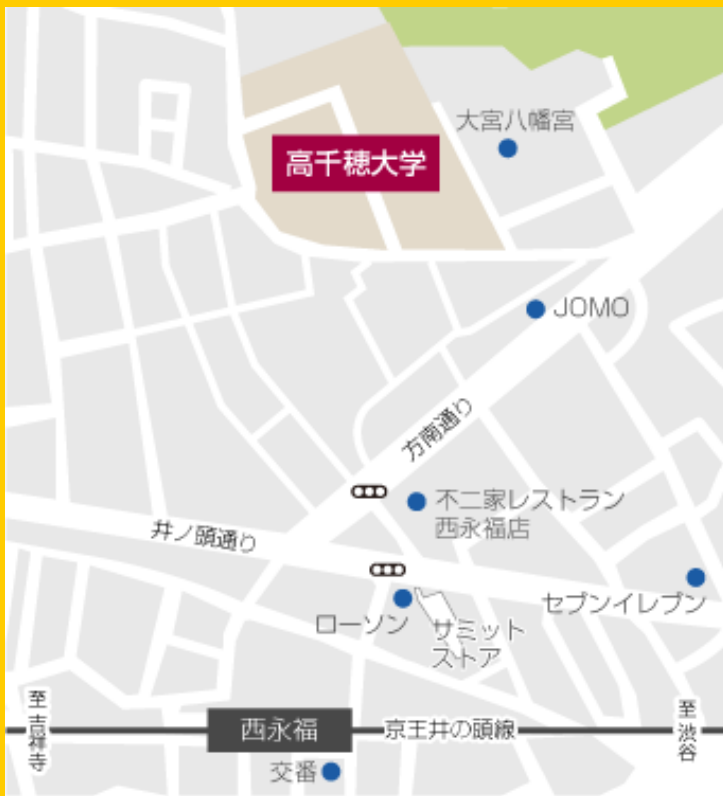 大宮八幡宮
高千穂大学
JOMO
方南通り
不二家レストラン
西永福店
井ノ頭通り
セブンイレブン
ローソン
サミット
ストア
至吉祥寺
西永福
京王井の頭線
至渋谷
交番